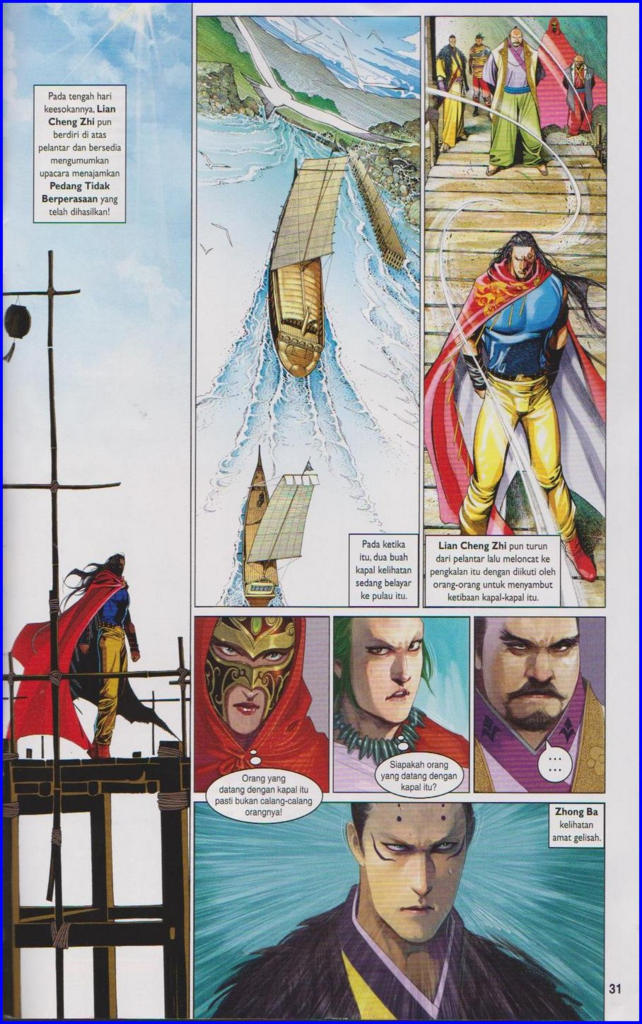 Pada tengah hari
keesokannya, Lian
Cheng Zhi pun
berdiri di atas
pelantar dan bersedia
mengumumkan
upacara menajamkan
Pedang Tidak
Berperasaan yang
telah dihasilkan!
Pada ketika
itu, dua buah
kapal kelihatan
sedang belayar
ke pulau itu.
Lian Cheng Zhi pun turun
dari pelantar lalu meloncat ke
pengkalan itu dengan diikuti oleh
orang-orang untuk menyambut
ketibaan kapal-kapal itu.
Orang yang
datang dengan kapal itu
pasti bukan calang-calang
orangnya!
Siapakah orang
yang datang dengan
kapal itu?
...
...
Zhong Ba
kelihatan
amat gelisah.
31